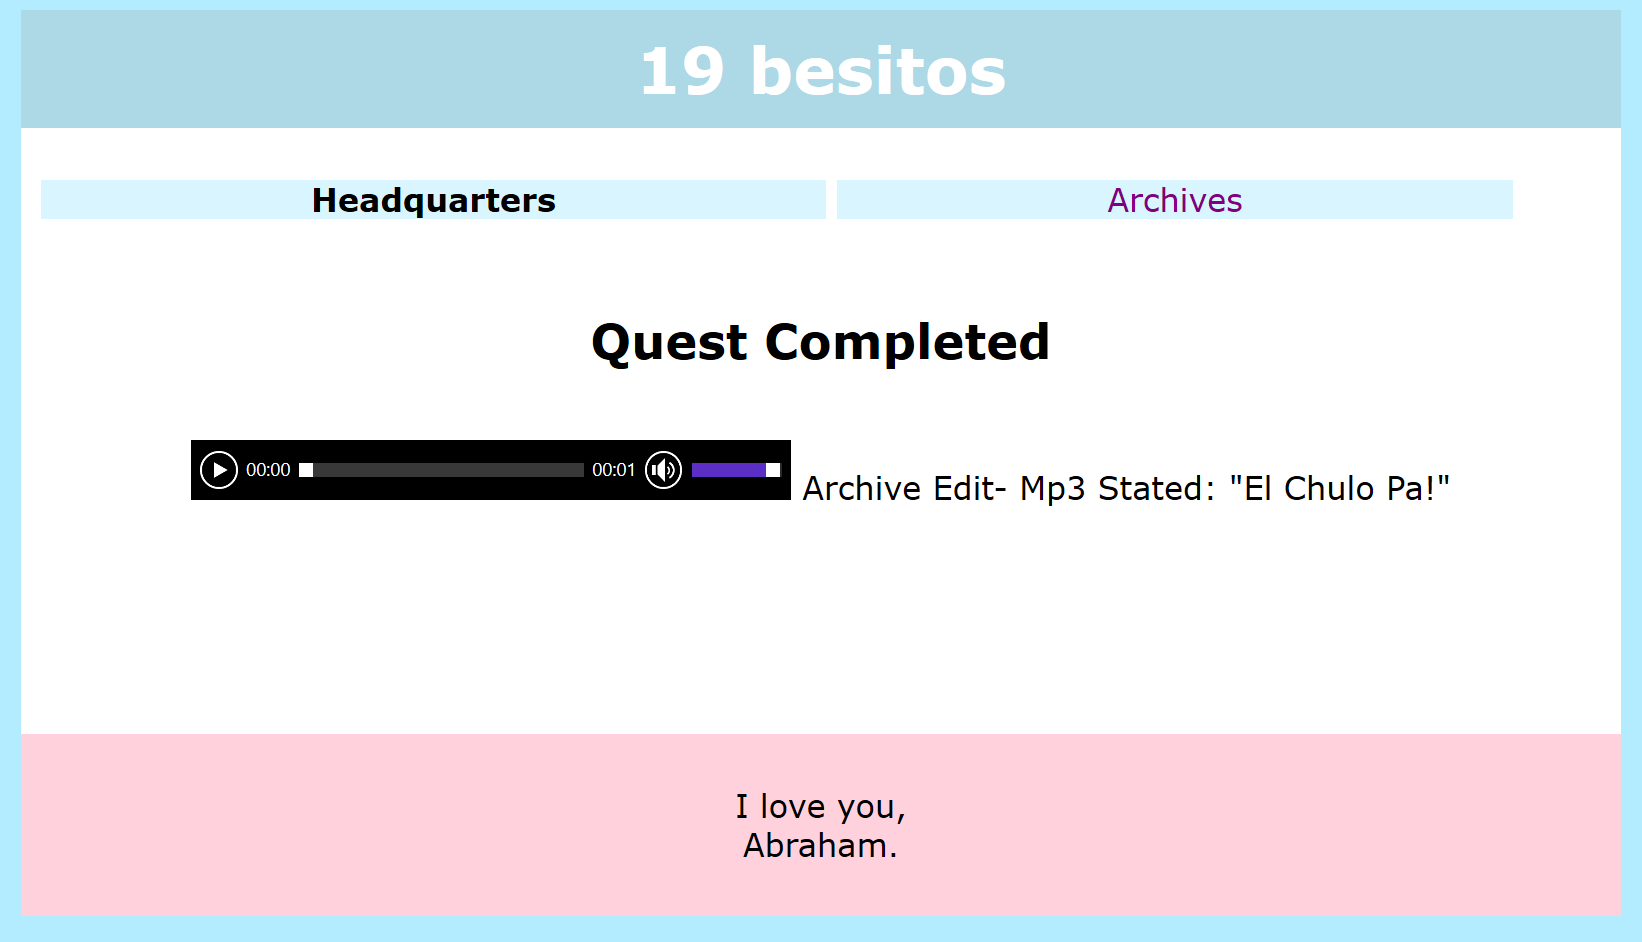 19 besitos
Headquarters
Archives
Quest Completed
00:00
00:01
Archive Edit- Mp3 Stated: "El Chulo Pa!"
I love you,
Abraham.